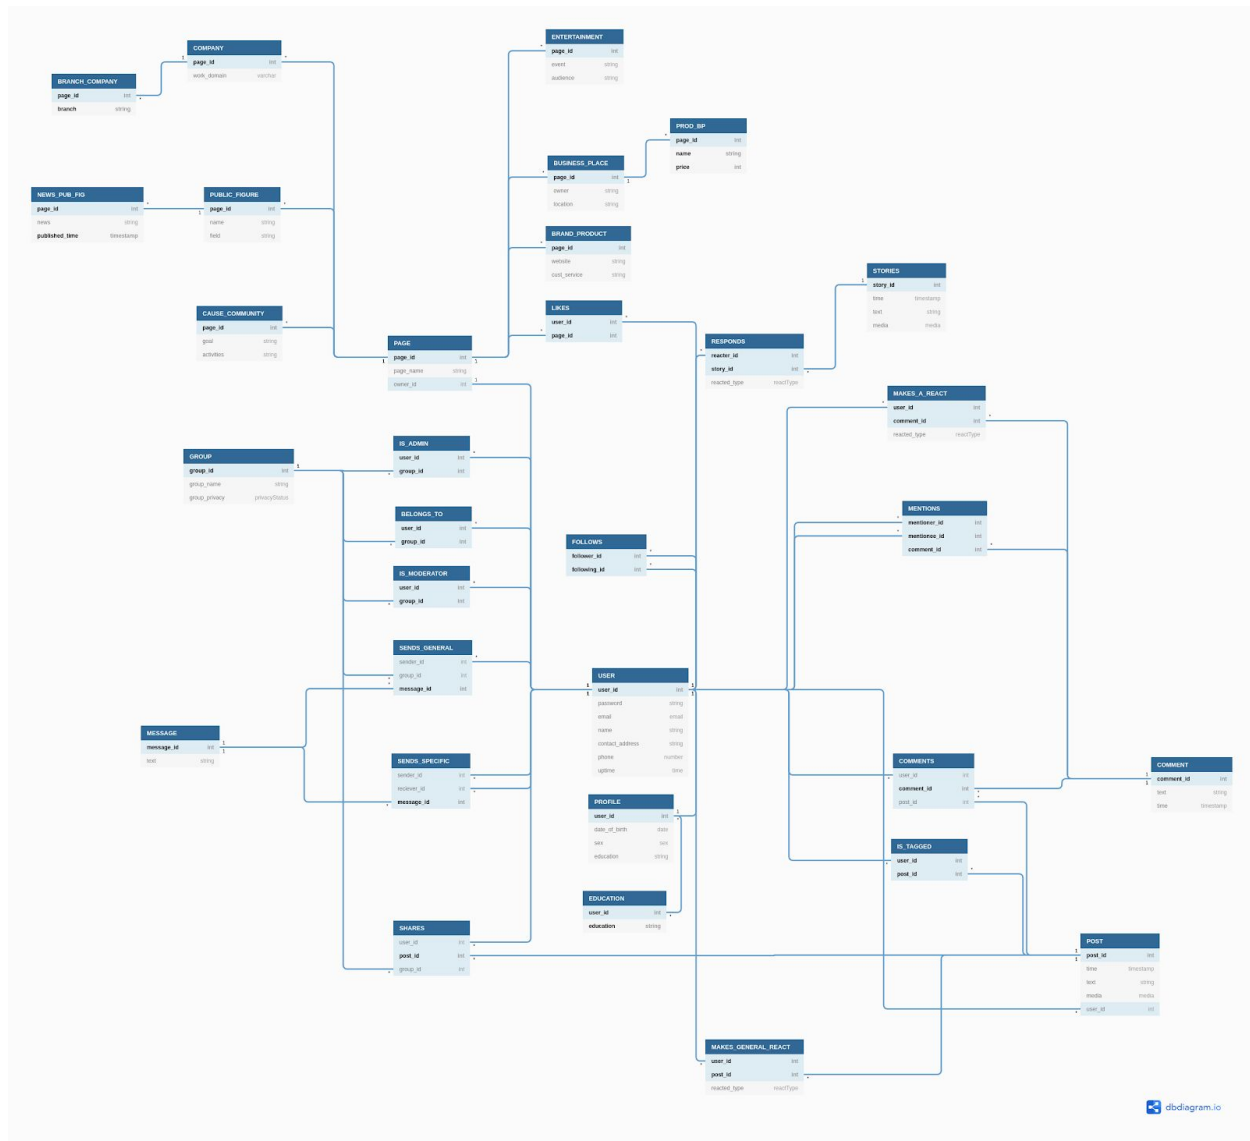 COMPANY
page_id int
work_domain varchar
BRANCH_COMPANY
page_id int
branch string
NEWS_PUB_FIG
page_id int
news string
published_time timestamp
PUBLIC_FIGURE
page_id int
name string
field string
CAUSE_COMMUNITY
page_id int
goal string
activities string
ENTERTAINMENT
page_id int
event string
audience string
PROD_BP
page_id int
name string
price int
BUSINESS_PLACE
page_id int
owner string
location string
BRAND_PRODUCT
page_id int
website string
cust_service string
LIKES
user_id int
page_id int
PAGE
page_id int
page_name string
owner_id int
STORIES
story_id int
time timestamp
text string
media media
RESPONDS
reacter_id int
story_id int
reacted_type reactType
MAKES_A_REACT
user_id int
comment_id int
reacted_type reactType
GROUP
group_id int
group_name string
group_privacy privacyStatus
IS_ADMIN
user_id int
group_id int
BELONGS_TO
user_id int
group_id int
IS_MODERATOR
user_id int
group_id int
FOLLOWS
follower_id int
following_id int
MENTIONS
mentioner_id int
mentionee_id int
comment_id int
SENDS_GENERAL
sender_id int
group_id int
message_id int
USER
user_id int
password string
email email
name string
contact_address string
phone number
uptime time
MESSAGE
message_id int
text string
SENDS_SPECIFIC
sender_id int
reciever_id int
message_id int
PROFILE
user_id int
date_of_birth date
sex sex
education string
EDUCATION
user_id int
education string
COMMENTS
user_id int
comment_id int
post_id int
COMMENT
comment_id int
text string
time timestamp
IS_TAGGED
user_id int
post_id int
SHARES
user_id int
post_id int
group_id int
POST
post_id int
time timestamp
text string
media media
user_id int
MAKES_GENERAL_REACT
user_id int
post_id int
reacted_type reactType
dbdiagram.io